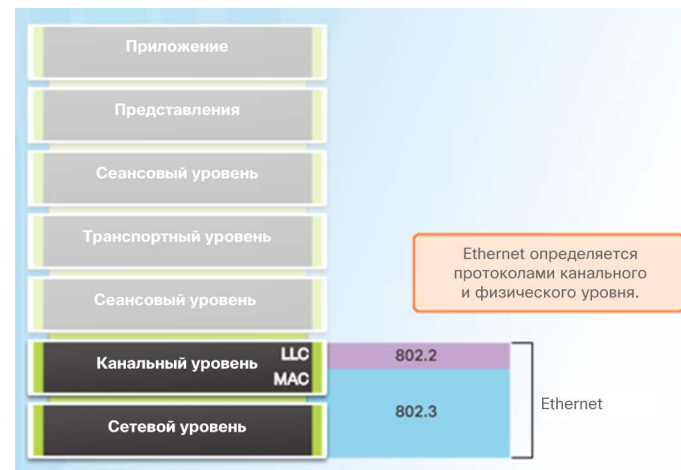 Приложение
Представления
Сеансовый уровень
Транспортный уровень
Ethernet определяется
протоколами канального
и физического уровня.
Сеансовый уровень
Канальный уровень LLC
MAC
802.2
802.3
Ethernet
Сетевой уровень